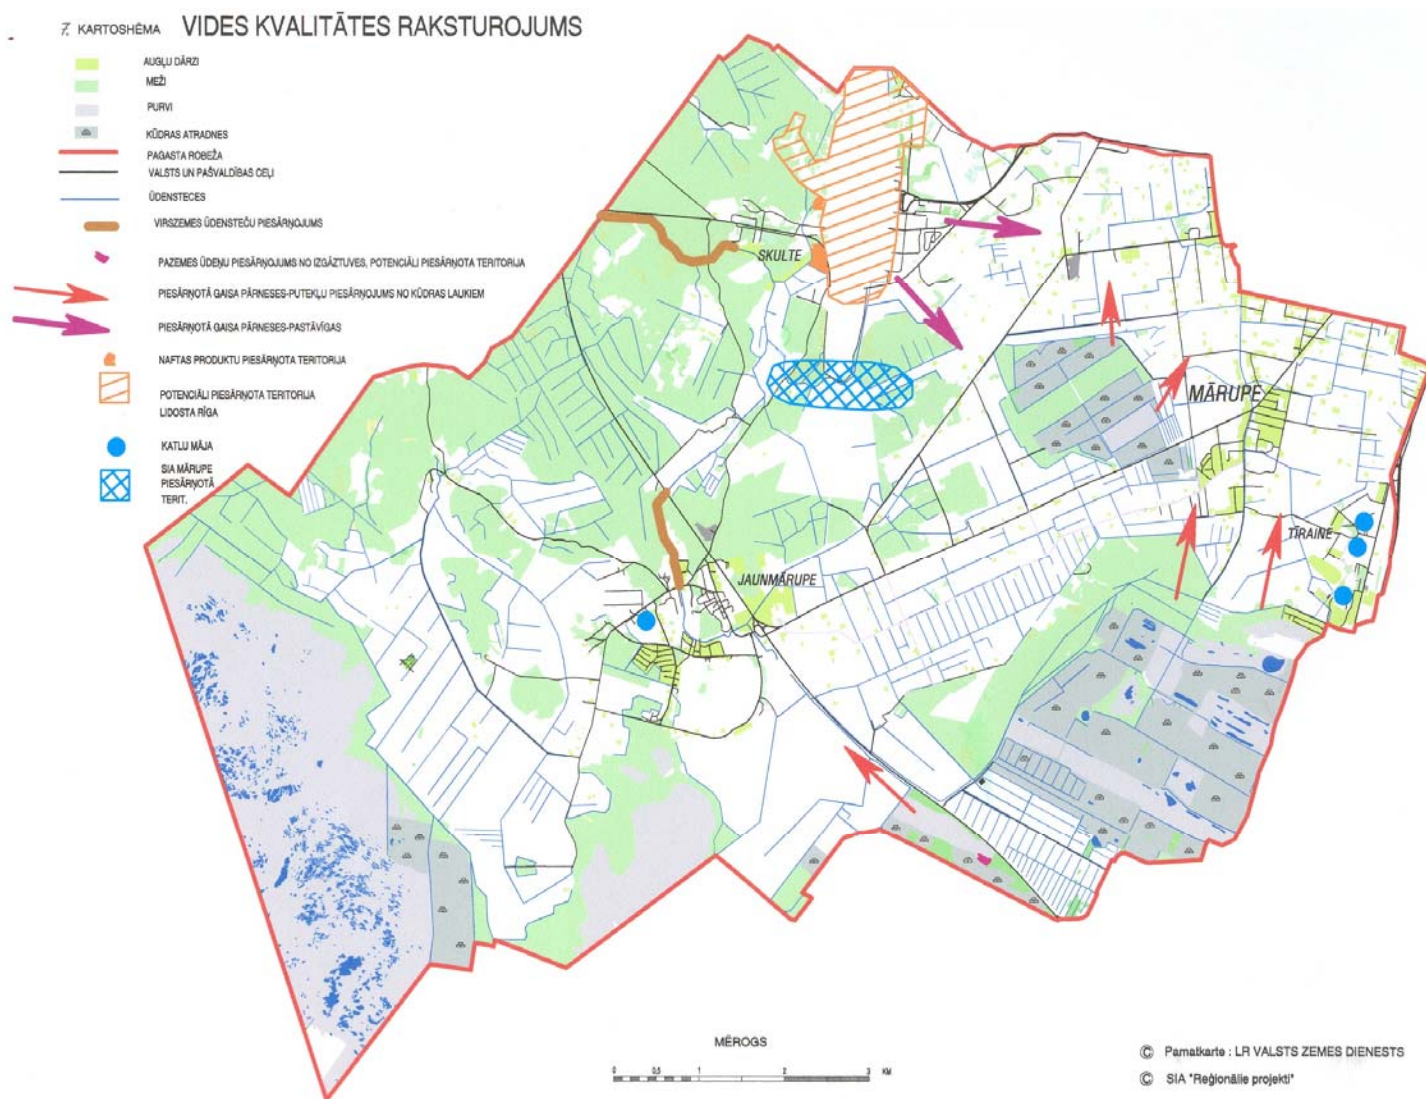 7. KARTOSHĒMA VIDES KVALITĀTES RAKSTUROJUMS
AUGĻU DĀRZI
MEŽI
PURVI
KŪDRAS ATRADNES
PAGASTA ROBEŽA
VALSTS UN PAŠVALDĪBAS CEĻI
ŪDENSTECES
VIRSZEMES ŪDENSTEČU PIESĀRŅOJUMS
PAZEMES ŪDEŅU PIESĀRŅOJUMS NO IZGĀZTUVES, POTENCIĀLI PIESĀRŅOTA TERITORIJA
PIESĀRŅOTĀ GAISA PĀRNESES-PUTEKĻU PIESĀRŅOJUMS NO KŪDRAS LAUKIEM
PIESĀRŅOTĀ GAISA PĀRNESES-PASTĀVĪGAS
NAFTAS PRODUKTU PIESĀRŅOTA TERITORIJA
POTENCIĀLI PIESĀRŅOTA TERITORIJA
LIDOSTA RĪGA
KATLU MĀJA
SIA MĀRUPE
PIESĀRŅOTĀ
TERIT.
SKULTE
MĀRUPE
TĪRAINE
JAUNMĀRUPE
MĒROGS
0 0,5 1 2 3 KM
© Pamatkarte : LR VALSTS ZEMES DIENESTS
© SIA "Reģionālie projekti"